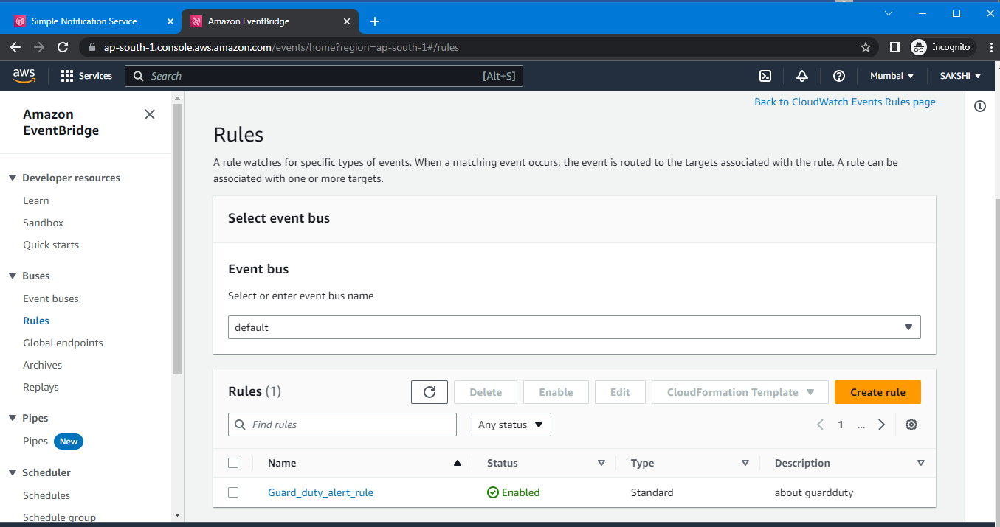 Simple Notification Service
Amazon EventBridge
ap-south-1.console.aws.amazon.com/events/home?region=ap-south-1#/rules
Incognito
aws
Services
Search
[Alt+S]
Mumbai
SAKSHI
Amazon
EventBridge
Developer resources
Learn
Sandbox
Quick starts
Buses
Event buses
Rules
Global endpoints
Archives
Replays
Pipes
Pipes New
Scheduler
Schedules
Schedule group
Back to CloudWatch Events Rules page
Rules
A rule watches for specific types of events. When a matching event occurs, the event is routed to the targets associated with the rule. A rule can be
associated with one or more targets.
Select event bus
Event bus
Select or enter event bus name
default
Rules (1)
Delete
Enable
Edit
CloudFormation Template
Create rule
Find rules
Any status
1 ...
Name Status Type Description
Guard_duty_alert_rule Enabled Standard about guardduty